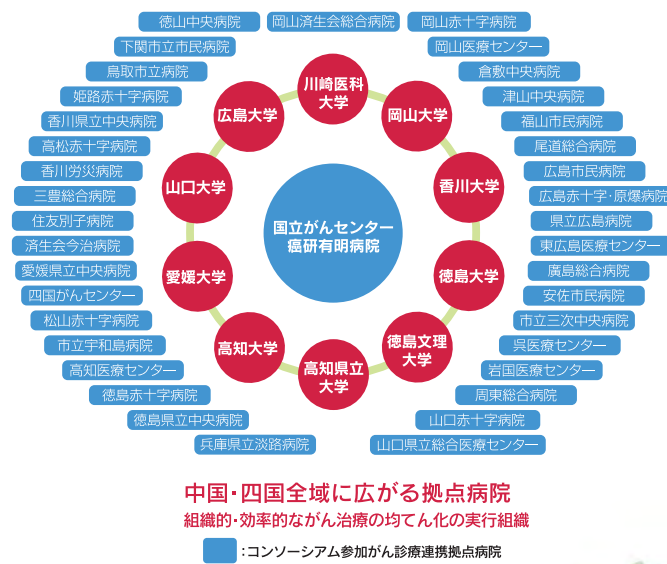 徳山中央病院
岡山済生会総合病院
岡山赤十字病院
下関市立市民病院
岡山医療センター
鳥取市立病院
倉敷中央病院
姫路赤十字病院
津山中央病院
香川県立中央病院
福山市民病院
高松赤十字病院
尾道総合病院
香川労災病院
広島市民病院
三豊総合病院
広島赤十字・原爆病院
住友別子病院
県立広島病院
済生会今治病院
東広島医療センター
愛媛県立中央病院
廣島総合病院
四国がんセンター
安佐市民病院
松山赤十字病院
市立三次中央病院
市立宇和島病院
呉医療センター
高知医療センター
岩国医療センター
徳島赤十字病院
周東総合病院
徳島県立中央病院
山口赤十字病院
兵庫県立淡路病院
山口県立総合医療センター
川崎医科
大学
広島大学
岡山大学
山口大学
香川大学
国立がんセンター
癌研有明病院
愛媛大学
徳島大学
高知大学
徳島文理
大学
高知県立
大学
中国・四国全域に広がる拠点病院
組織的・効率的ながん治療の均てん化の実行組織
:コンソーシアム参加がん診療連携拠点病院